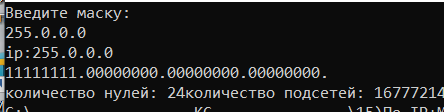 Введите маску:
255.0.0.0
ip:255.0.0.0
11111111.00000000.00000000.00000000.
количество нулей: 24количество подсетей: 16777214